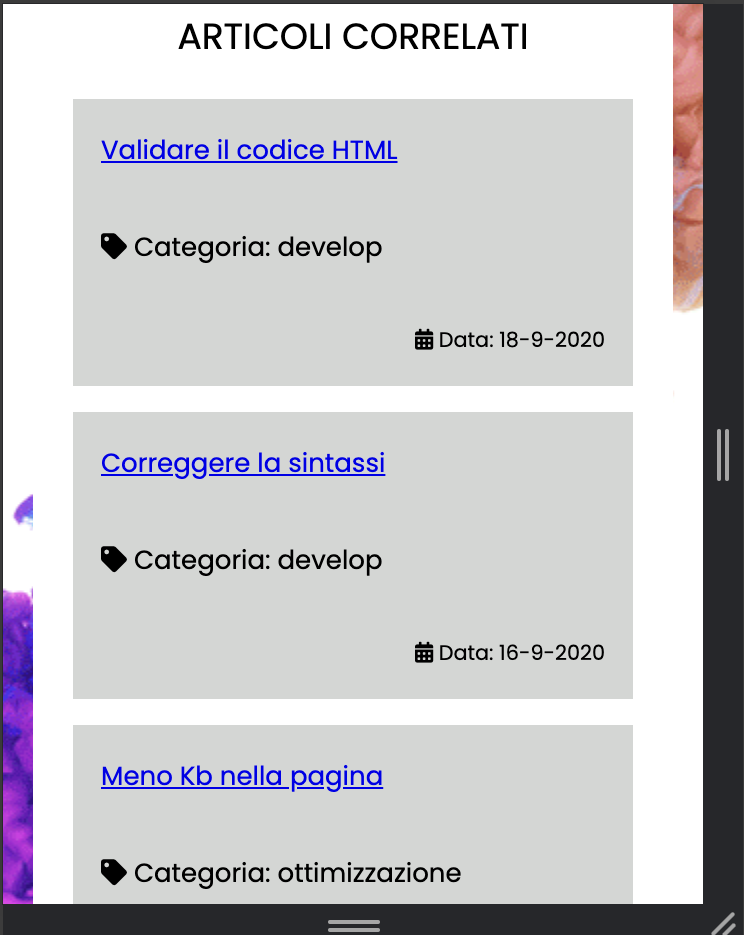 ARTICOLI CORRELATI
Validare il codice HTML
Categoria: develop
Data: 18-9-2020
Correggere la sintassi
Categoria: develop
Data: 16-9-2020
Meno Kb nella pagina
Categoria: ottimizzazione